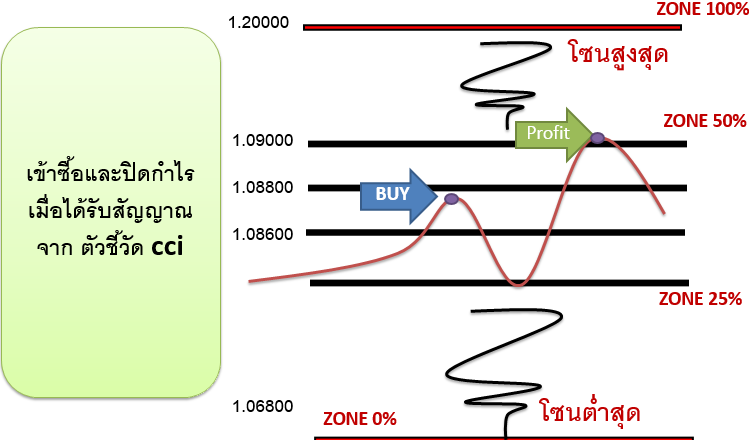 1.20000
ZONE 100%
โซนสูงสุด
ZONE 50%
1.09000
Profit
เข้าซื้อและปิดกำไร
เมื่อได้รับสัญญาณ
จาก ตัวชี้วัด cci
1.08800
BUY
1.08600
ZONE 25%
1.06800
ZONE 0%
โซนต่ำสุด